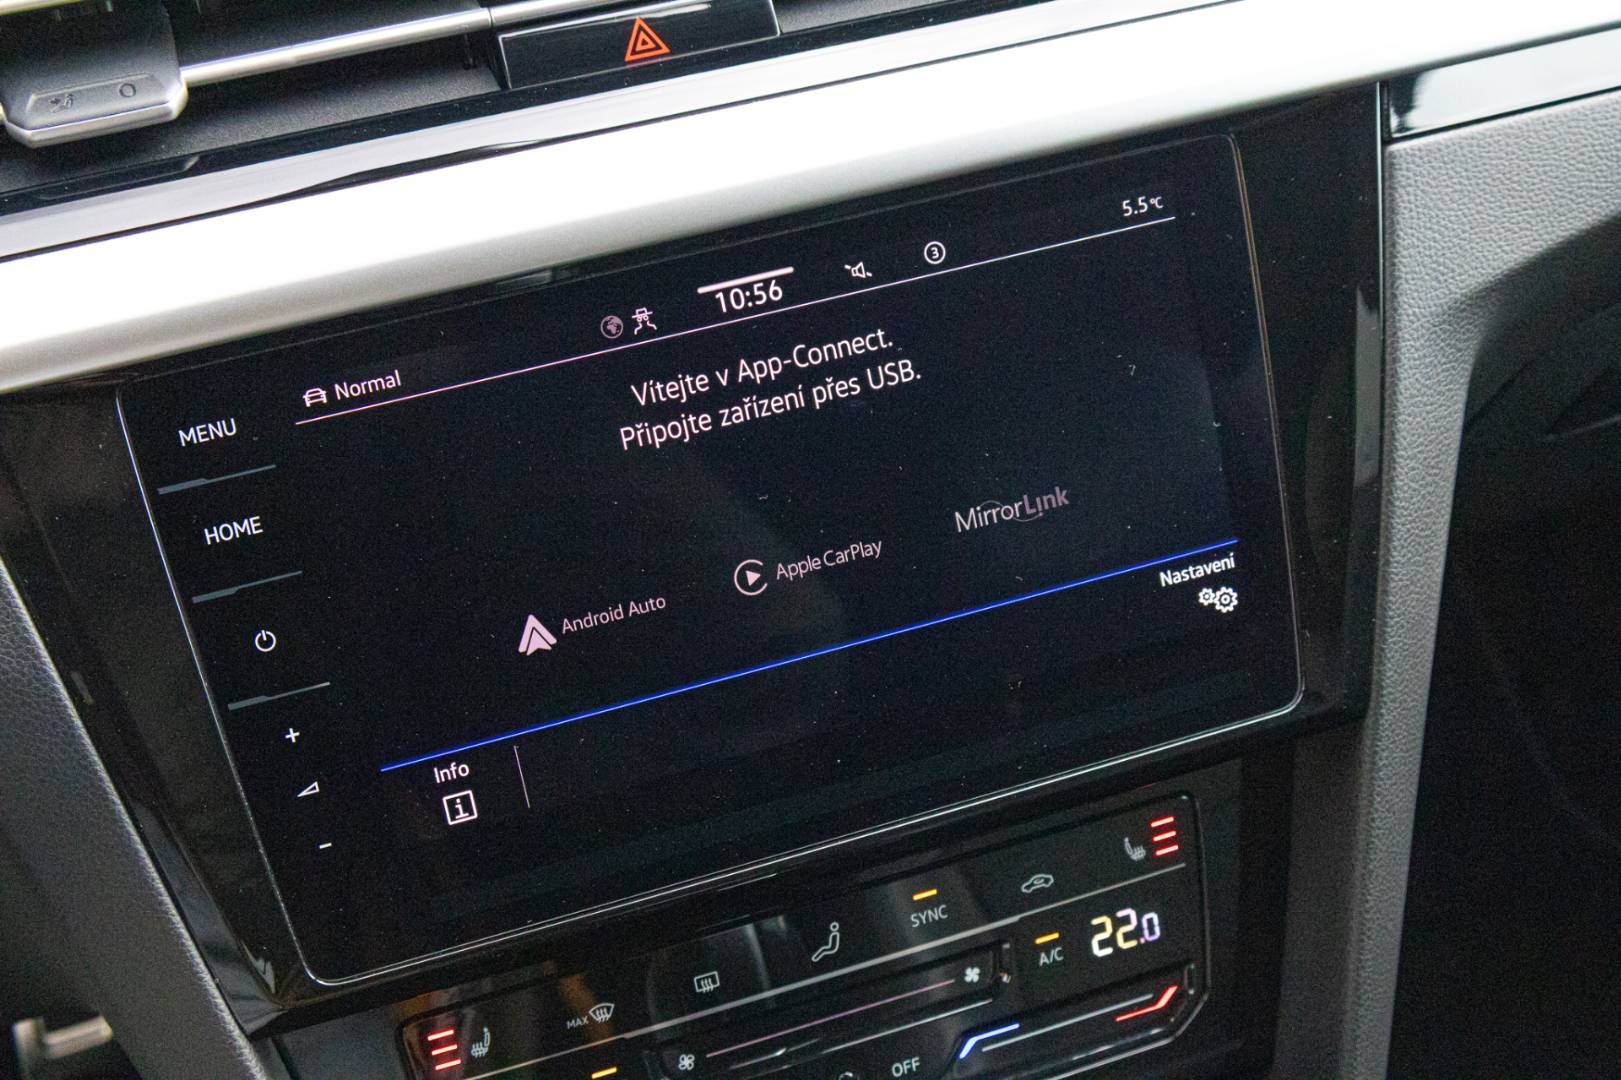 5.5°C
3
10:56
Normal
Vítejte v App-Connect.
Připojte zařízení přes USB.
MENU
HOME
MirrorLink
Apple CarPlay
Android Auto
Nastavení
+
-
Info
i
SYNC
A/C
22.0
MAX
OFF